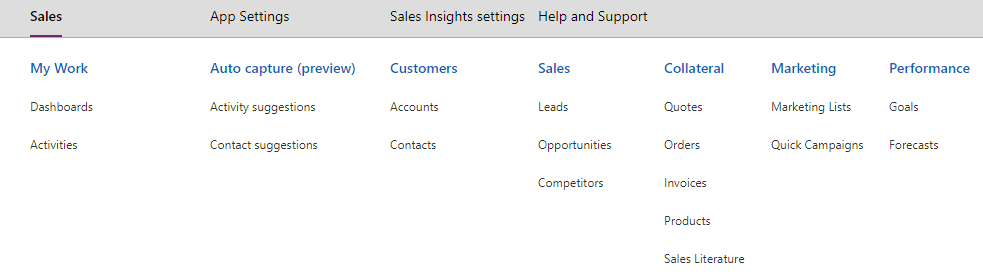 Sales App Settings Sales Insights settings Help and Support
My Work Auto capture (preview) Customers Sales Collateral Marketing Performance
Dashboards Activity suggestions Accounts Leads Quotes Marketing Lists Goals
Activities Contact suggestions Contacts Opportunities Orders Quick Campaigns Forecasts
Competitors Invoices
Products
Sales Literature